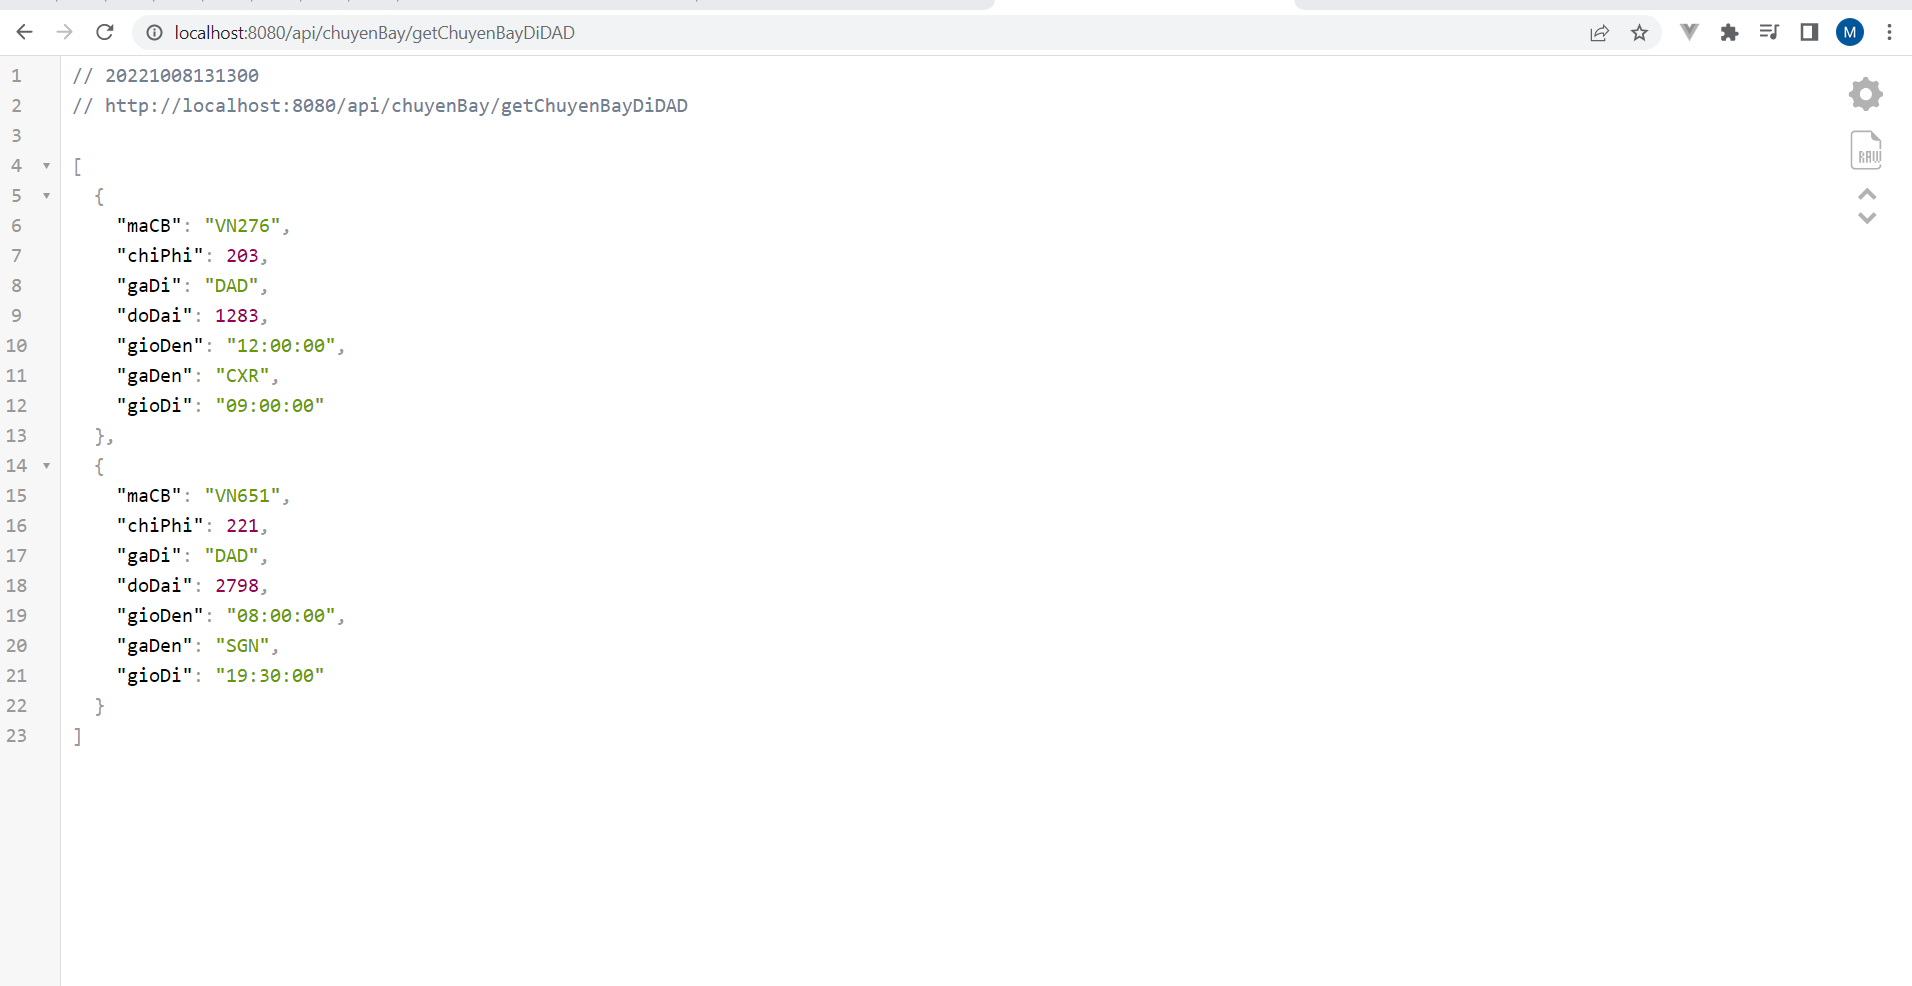 localhost:8080/api/chuyenBay/getChuyenBayDiDAD
M
1 // 20221008131300
2 // http://localhost:8080/api/chuyenBay/getChuyenBayDiDAD
3
4 [
5 {
6 "maCB": "VN276",
7 "chiPhi": 203,
8 "gaDi": "DAD",
9 "doDai": 1283,
10 "gioDen": "12:00:00",
11 "gaDen": "CXR",
12 "gioDi": "09:00:00"
13 },
14 {
15 "maCB": "VN651",
16 "chiPhi": 221,
17 "gaDi": "DAD",
18 "doDai": 2798,
19 "gioDen": "08:00:00",
20 "gaDen": "SGN",
21 "gioDi": "19:30:00"
22 }
23 ]
RAW